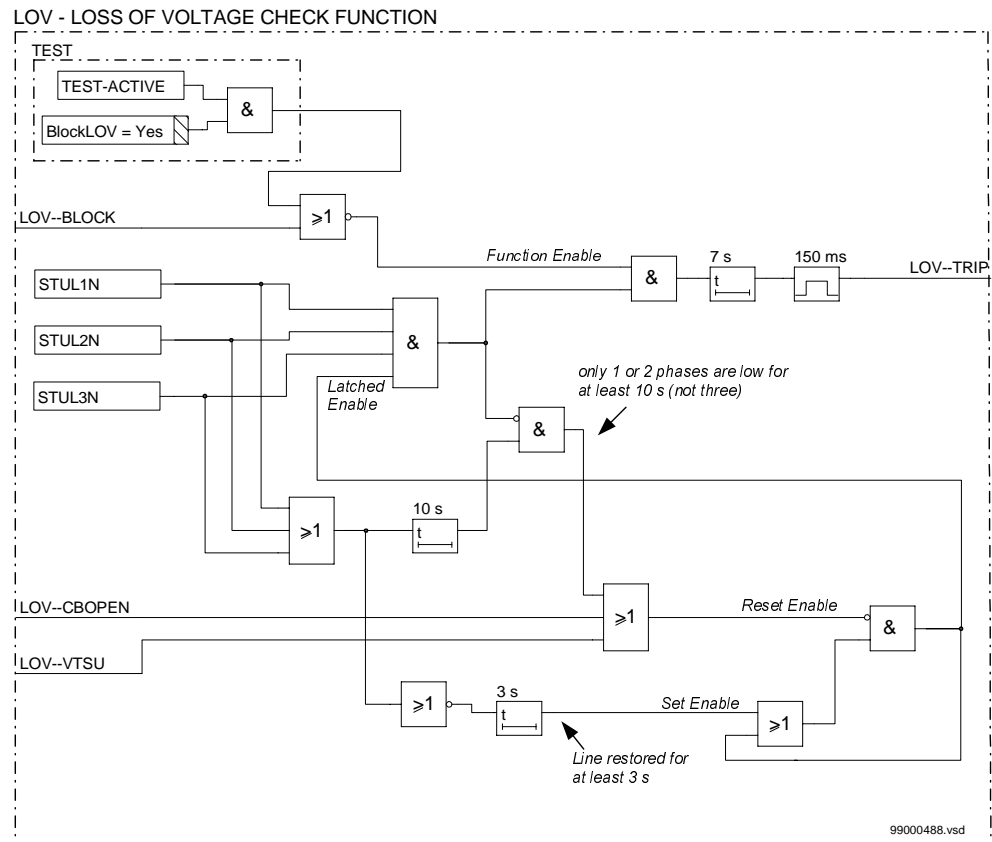 LOV - LOSS OF VOLTAGE CHECK FUNCTION
TEST
TEST-ACTIVE
&
BlockLOV = Yes
LOV--BLOCK
≥1
Function Enable
&
7 s
t
150 ms
LOV--TRIP
STUL1N
STUL2N
STUL3N
&
Latched
Enable
only 1 or 2 phases are low for
at least 10 s (not three)
&
≥1
10 s
t
LOV--CBOPEN
LOV--VTSU
≥1
Reset Enable
&
≥1
3 s
t
Set Enable
≥1
Line restored for
at least 3 s
99000488.vsd